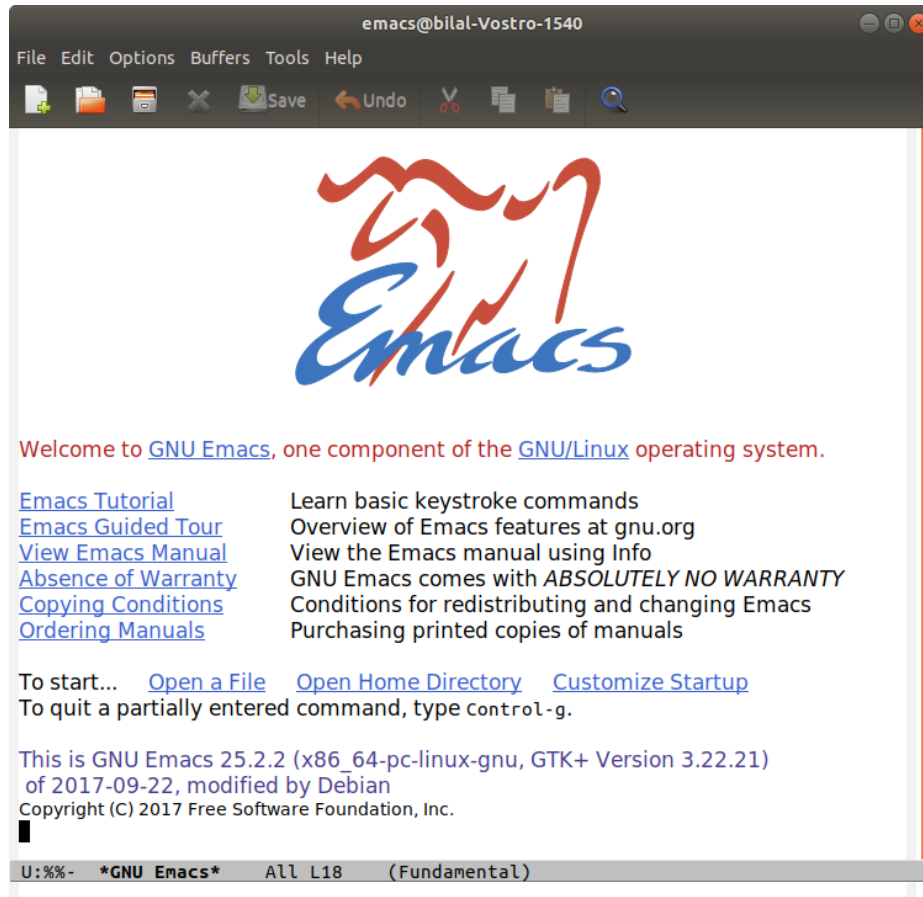 emacs@bilal-Vostro-1540
File Edit Options Buffers Tools Help
Save Undo
Emacs
Welcome to GNU Emacs, one component of the GNU/Linux operating system.
Emacs Tutorial Learn basic keystroke commands
Emacs Guided Tour Overview of Emacs features at gnu.org
View Emacs Manual View the Emacs manual using Info
Absence of Warranty GNU Emacs comes with ABSOLUTELY NO WARRANTY
Copying Conditions Conditions for redistributing and changing Emacs
Ordering Manuals Purchasing printed copies of manuals
To start... Open a File Open Home Directory Customize Startup
To quit a partially entered command, type Control-g.
This is GNU Emacs 25.2.2 (x86_64-pc-linux-gnu, GTK+ Version 3.22.21)
of 2017-09-22, modified by Debian
Copyright (C) 2017 Free Software Foundation, Inc.
U:%%- *GNU Emacs* All L18 (Fundamental)